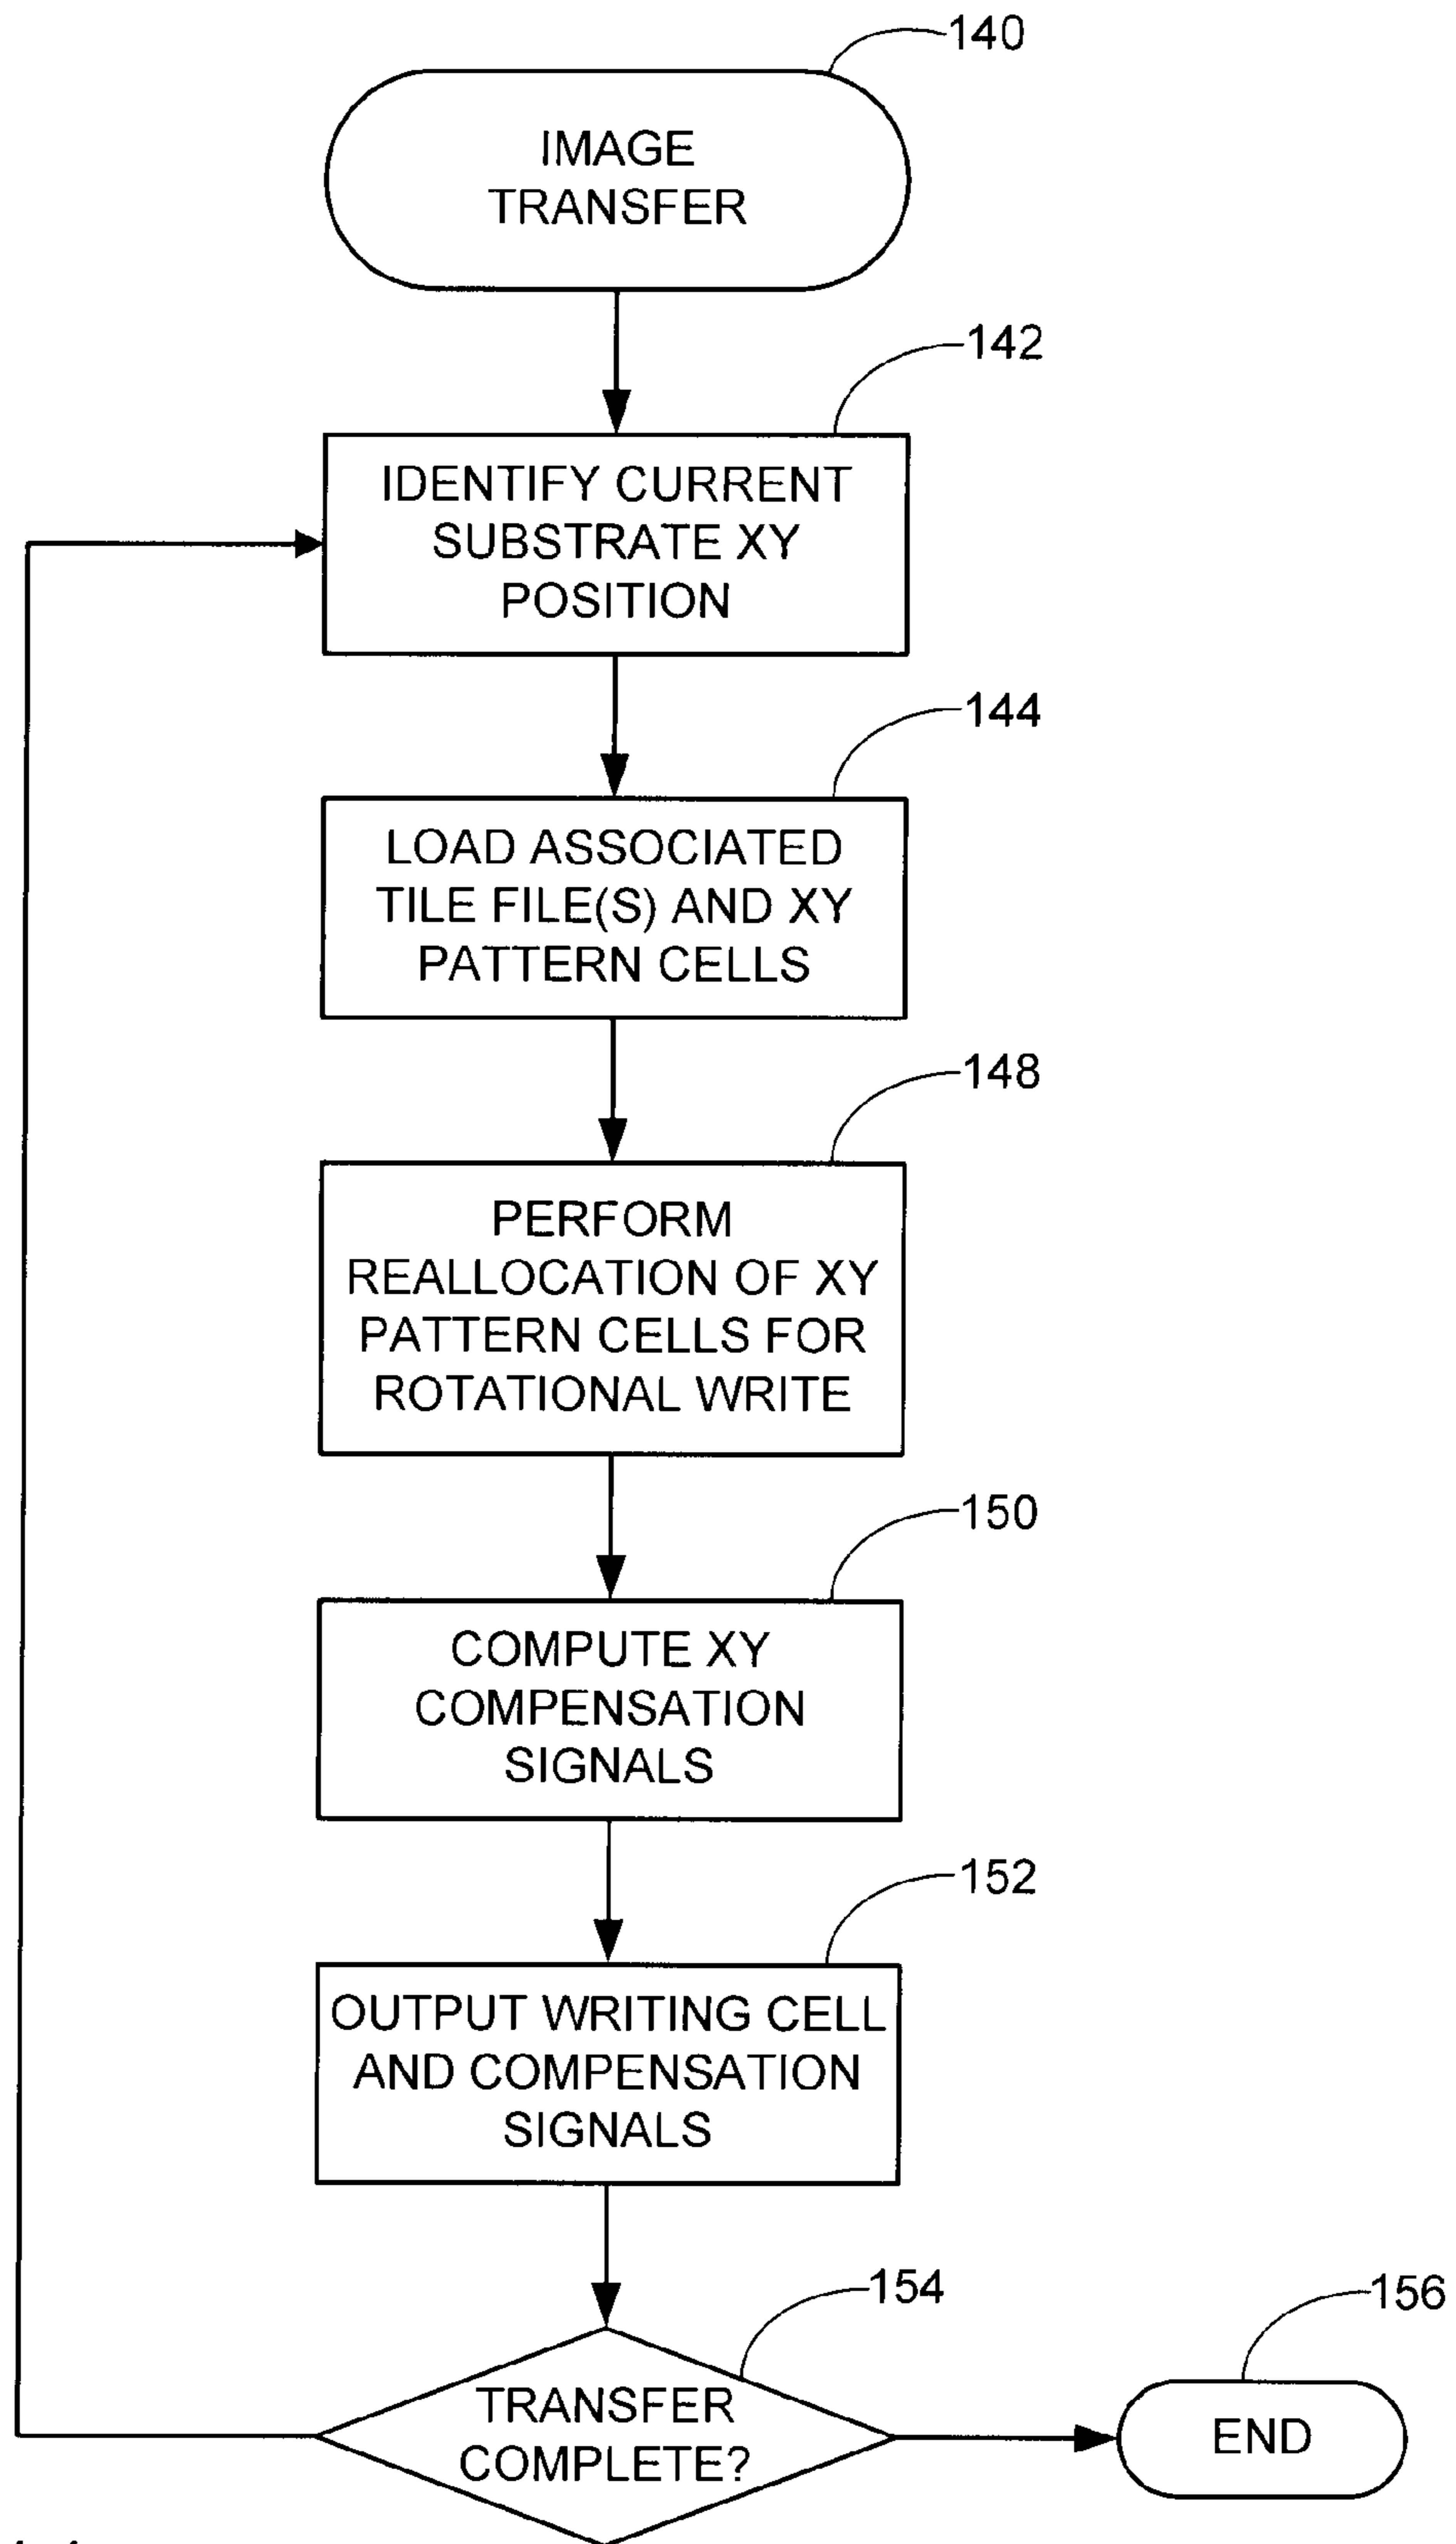 140
IMAGE
TRANSFER
142
IDENTIFY CURRENT
SUBSTRATE XY
POSITION
144
LOAD ASSOCIATED
TILE FILE(S) AND XY
PATTERN CELLS
148
PERFORM
REALLOCATION OF XY
PATTERN CELLS FOR
ROTATIONAL WRITE
150
COMPUTE XY
COMPENSATION
SIGNALS
152
OUTPUT WRITING CELL
AND COMPENSATION
SIGNALS
154
156
TRANSFER
COMPLETE?
END